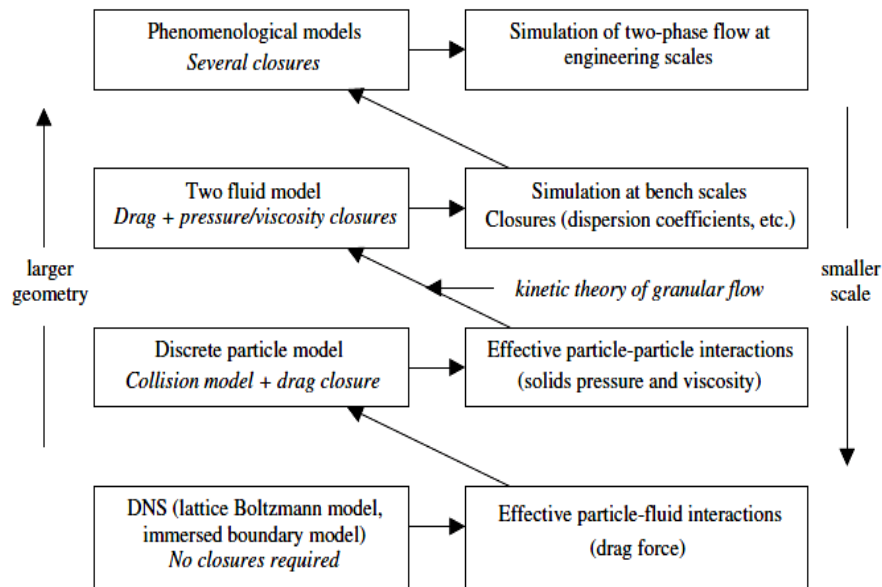 Phenomenological models
Several closures
Simulation of two-phase flow at
engineering scales
Two fluid model
Drag + pressure/viscosity closures
Simulation at bench scales
Closures (dispersion coefficients, etc.)
larger
geometry
kinetic theory of granular flow
smaller
scale
Discrete particle model
Collision model + drag closure
Effective particle-particle interactions
(solids pressure and viscosity)
DNS (lattice Boltzmann model,
immersed boundary model)
No closures required
Effective particle-fluid interactions
(drag force)